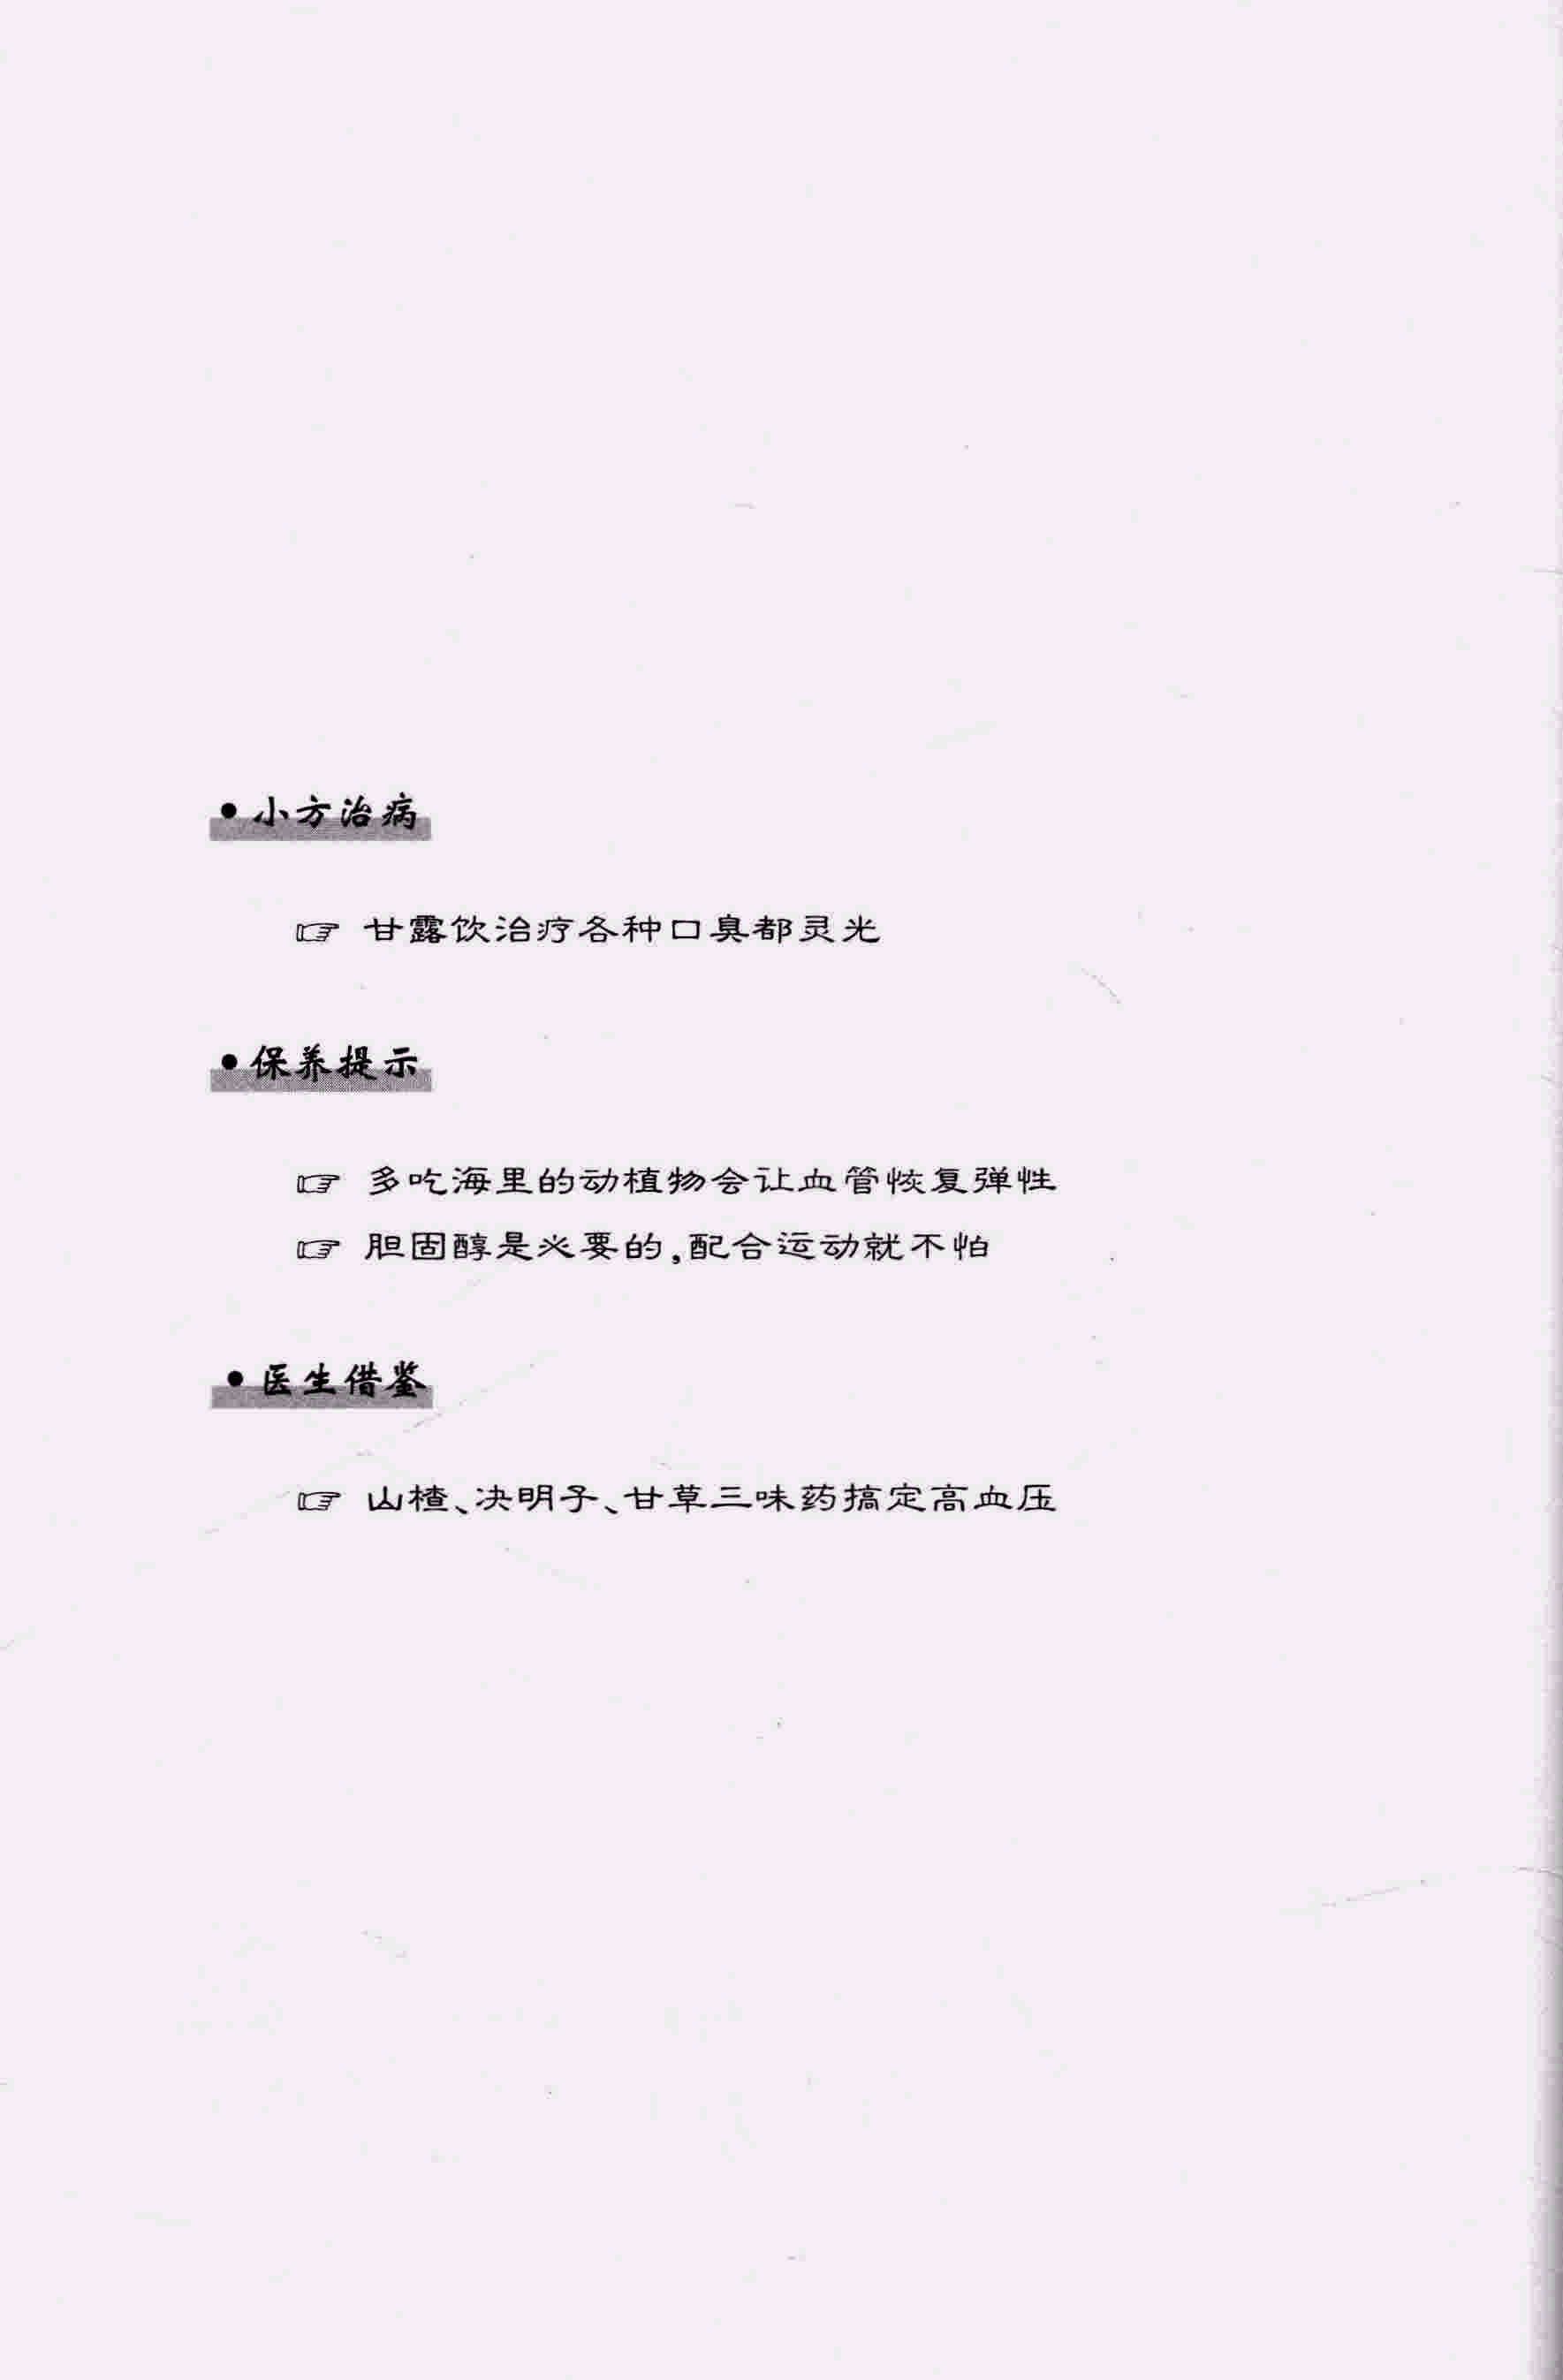 •小方治病
☞ 甘露饮治疗各种口臭都灵光
•保养提示
☞ 多吃海里的动植物会让血管恢复弹性
☞ 胆固醇是必要的,配合运动就不怕
•医生借鉴
☞ 山楂、决明子、甘草三味药搞定高血压